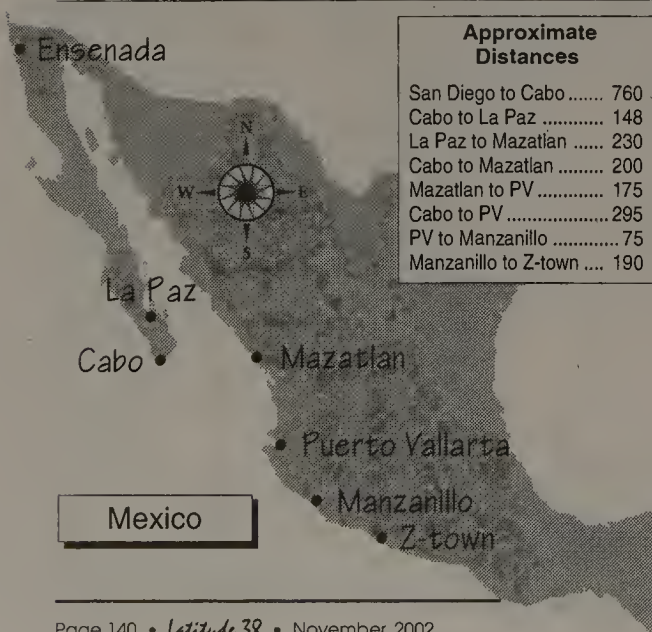 Approximate
Distances
San Diego to Cabo ....... 760
Cabo to La Paz ............ 148
La Paz to Mazatlan ...... 230
Cabo to Mazatlan ......... 200
Mazatlan to PV ............. 175
Cabo to PV .................... 295
PV to Manzanillo ............ 75
Manzanillo to Z-town .... 190
Ensenada
N
W
E
S
La Paz
Cabo
Mazatlan
Puerto Vallarta
Manzanillo
Mexico
Z-town
Page 140 • Latitude 38 • November, 2002